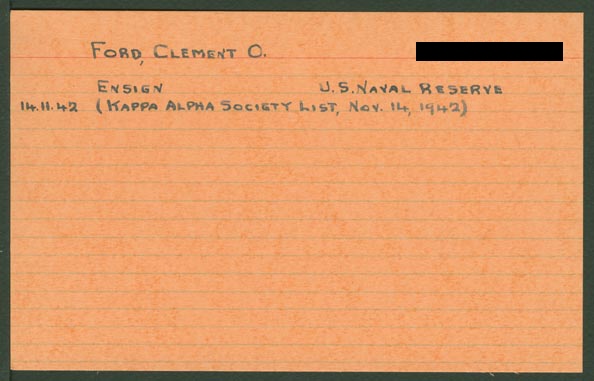 FORD, CLEMENT O.
ENSIGN U.S. NAVAL RESERVE
14.11.42 (KAPPA ALPHA SOCIETY LIST, NOV. 14, 1942)